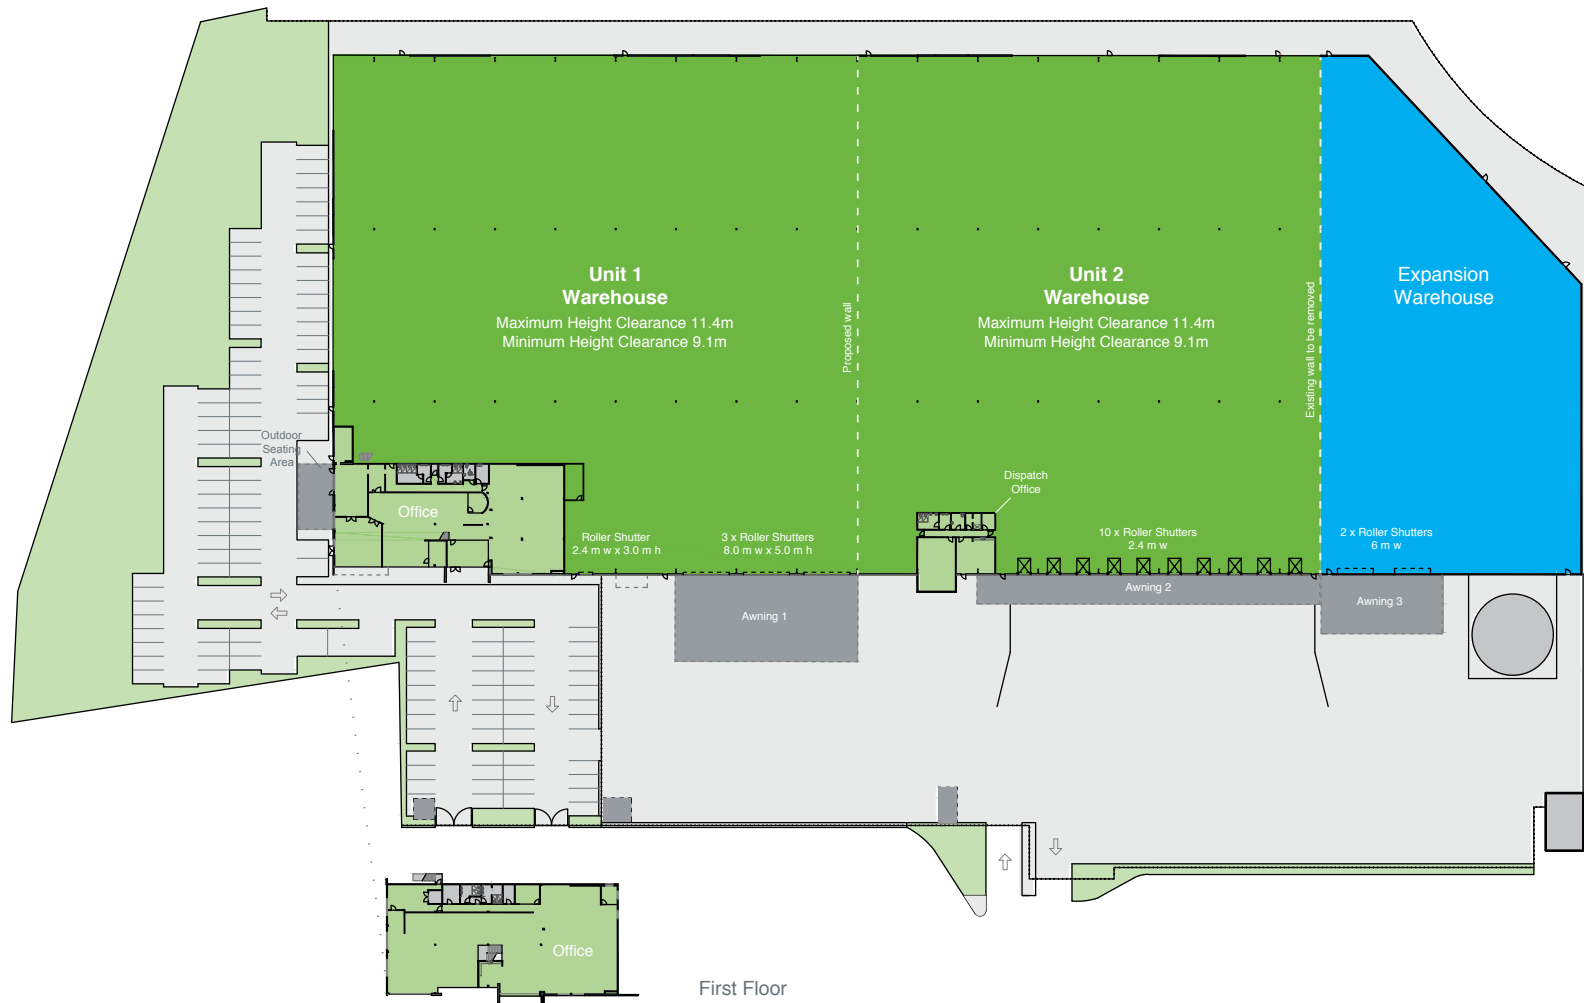 Unit 1
Warehouse
Maximum Height Clearance 11.4m
Minimum Height Clearance 9.1m
Proposed wall
Unit 2
Warehouse
Maximum Height Clearance 11.4m
Minimum Height Clearance 9.1m
Existing wall to be removed
Expansion
Warehouse
Outdoor
Seating
Area
Office
Dispatch
Office
Roller Shutter
2.4 m w x 3.0 m h
3 x Roller Shutters
8.0 m w x 5.0 m h
10 x Roller Shutters
2.4 m w
2 x Roller Shutters
6 m w
Awning 1
Awning 2
Awning 3
Office
First Floor